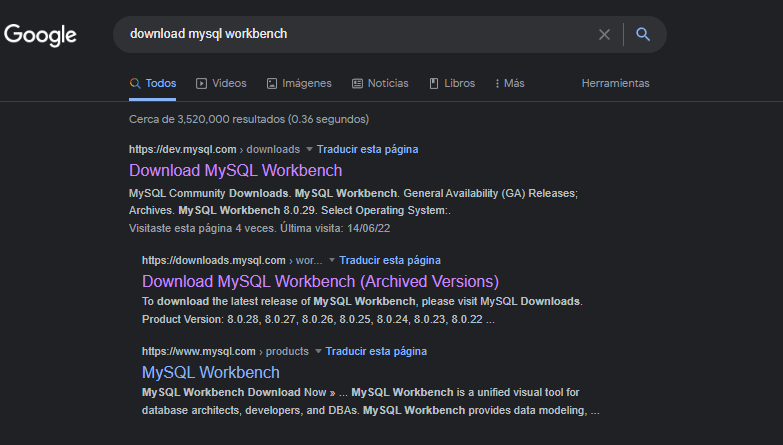 Google
download mysql workbench
Todos Videos Imágenes Noticias Libros Más Herramientas
Cerca de 3,520,000 resultados (0.36 segundos)
https://dev.mysql.com › downloads Traducir esta página
Download MySQL Workbench
MySQL Community Downloads. MySQL Workbench. General Availability (GA) Releases;
Archives. MySQL Workbench 8.0.29. Select Operating System:.
Visitaste esta página 4 veces. Última visita: 14/06/22
https://downloads.mysql.com › wor... Traducir esta página
Download MySQL Workbench (Archived Versions)
To download the latest release of MySQL Workbench, please visit MySQL Downloads.
Product Version: 8.0.28, 8.0.27, 8.0.26, 8.0.25, 8.0.24, 8.0.23, 8.0.22 ...
https://www.mysql.com › products Traducir esta página
MySQL Workbench
MySQL Workbench Download Now » ... MySQL Workbench is a unified visual tool for
database architects, developers, and DBAs. MySQL Workbench provides data modeling, ...